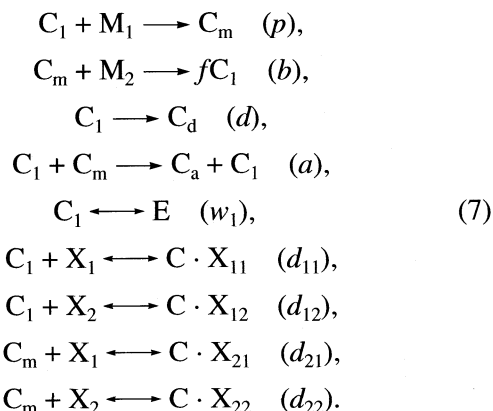 C₁ + M₁ ⟶ Cₘ (p),
Cₘ + M₂ ⟶ fC₁ (b),
C₁ ⟶ C_d (d),
C₁ + Cₘ ⟶ Cₐ + C₁ (a),
C₁ ⟷ E (w₁), (7)
C₁ + X₁ ⟷ C · X₁₁ (d₁₁),
C₁ + X₂ ⟷ C · X₁₂ (d₁₂),
Cₘ + X₁ ⟷ C · X₂₁ (d₂₁),
Cₘ + X₂ ⟷ C · X₂₂ (d₂₂).